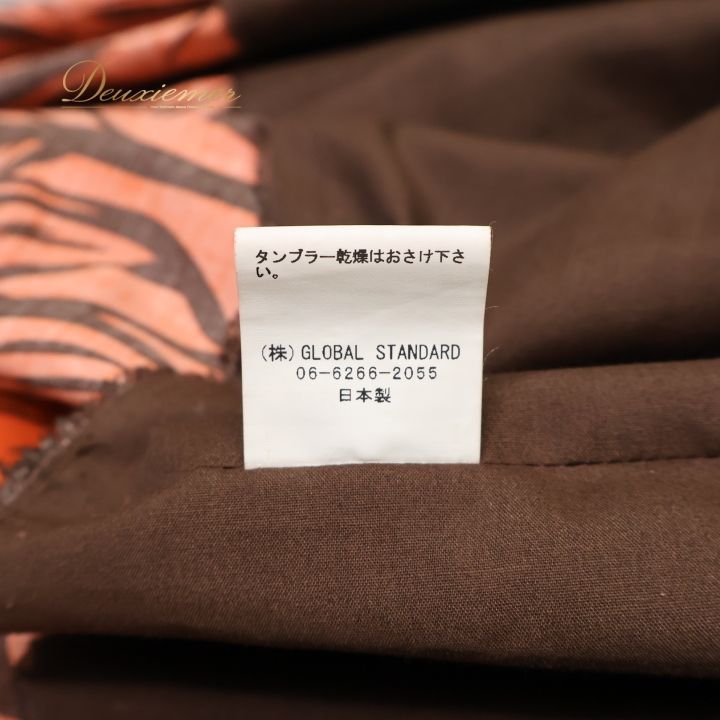 Deuxiemer
タンブラー乾燥はおさけ下さ
い。
(株)GLOBAL STANDARD
06-6266-2055
日本製